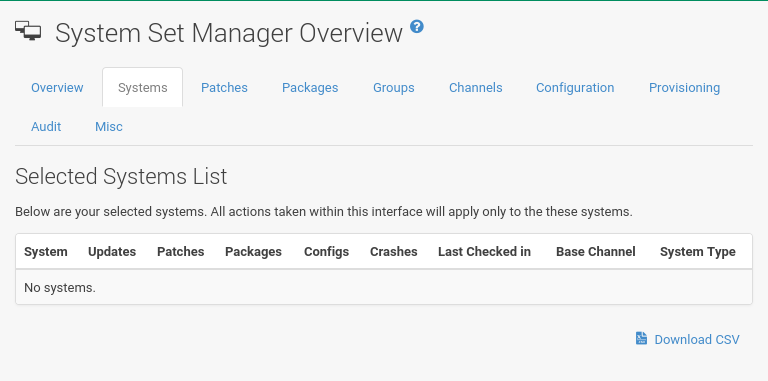 System Set Manager Overview ?
Overview Systems Patches Packages Groups Channels Configuration Provisioning
Audit Misc
Selected Systems List
Below are your selected systems. All actions taken within this interface will apply only to the these systems.
System Updates Patches Packages Configs Crashes Last Checked in Base Channel System Type
No systems.
Download CSV